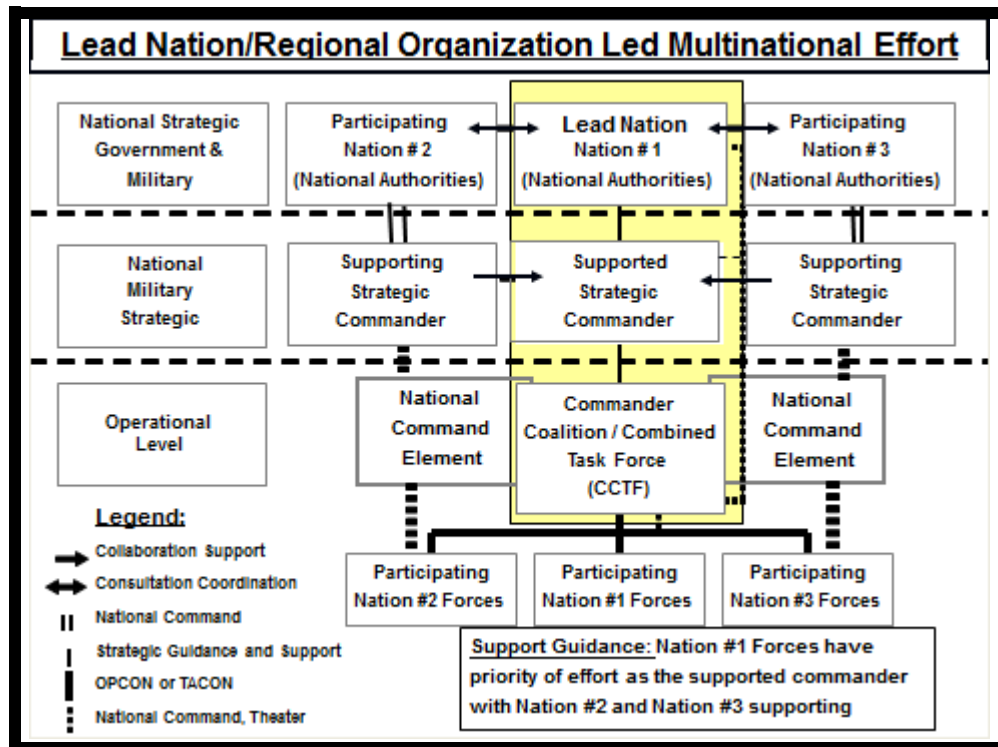 Lead Nation/Regional Organization Led Multinational Effort
National Strategic
Government &
Military
Participating
Nation # 2
(National Authorities)
Lead Nation
Nation # 1
(National Authorities)
Participating
Nation # 3
(National Authorities)
National
Military
Strategic
Supporting
Strategic
Commander
Supported
Strategic
Commander
Supporting
Strategic
Commander
Operational
Level
National
Command
Element
Commander
Coalition / Combined
Task Force
(CCTF)
National
Command
Element
Legend:
Collaboration Support
Consultation Coordination
National Command
Strategic Guidance and Support
OPCON or TACON
National Command, Theater
Participating
Nation #2 Forces
Participating
Nation #1 Forces
Participating
Nation #3 Forces
Support Guidance: Nation #1 Forces have
priority of effort as the supported commander
with Nation #2 and Nation #3 supporting